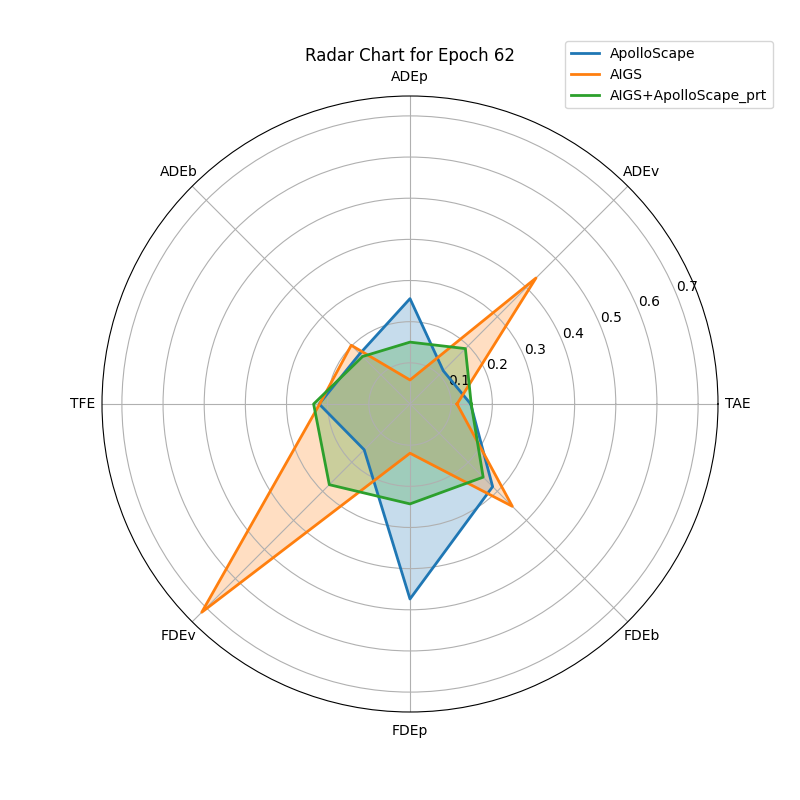 ApolloScape
Radar Chart for Epoch 62
AIGS
ADEp
AIGS+ApolloScape_prt
ADEb
ADEv
0.7
0.6
0.5
0.4
0.3
0.2
0.1
TFE
TAE
FDEv
FDEb
FDEp